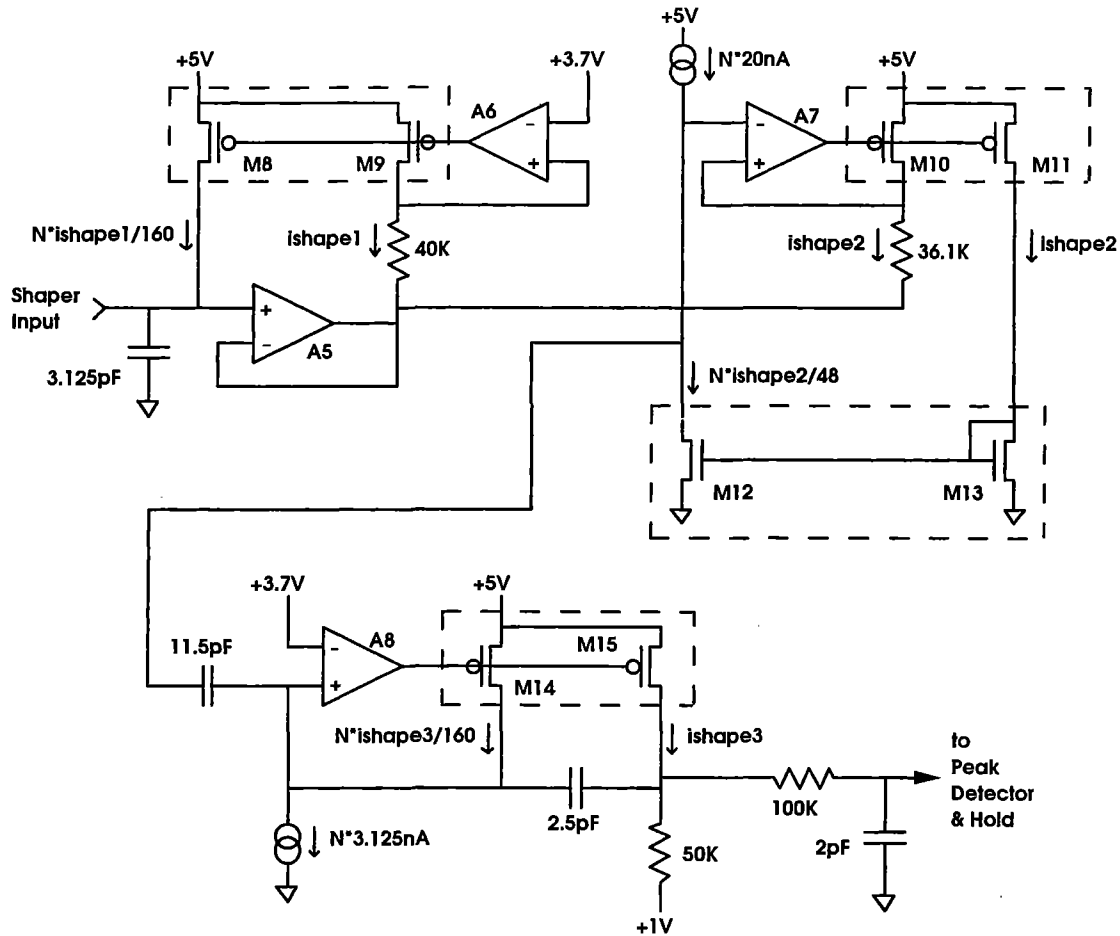 +5V
N*20nA
+5V
+3.7V
+5V
A6
A7
-
+
-
+
M8
M9
M10
M11
N*ishape1/160
ishape1
40K
ishape2
36.1K
ishape2
Shaper
Input
+
-
A5
3.125pF
N*ishape2/48
M12
M13
+3.7V
+5V
11.5pF
A8
-
+
M15
M14
N*ishape3/160
ishape3
to
Peak
Detector
& Hold
100K
2.5pF
N*3.125nA
50K
2pF
+1V